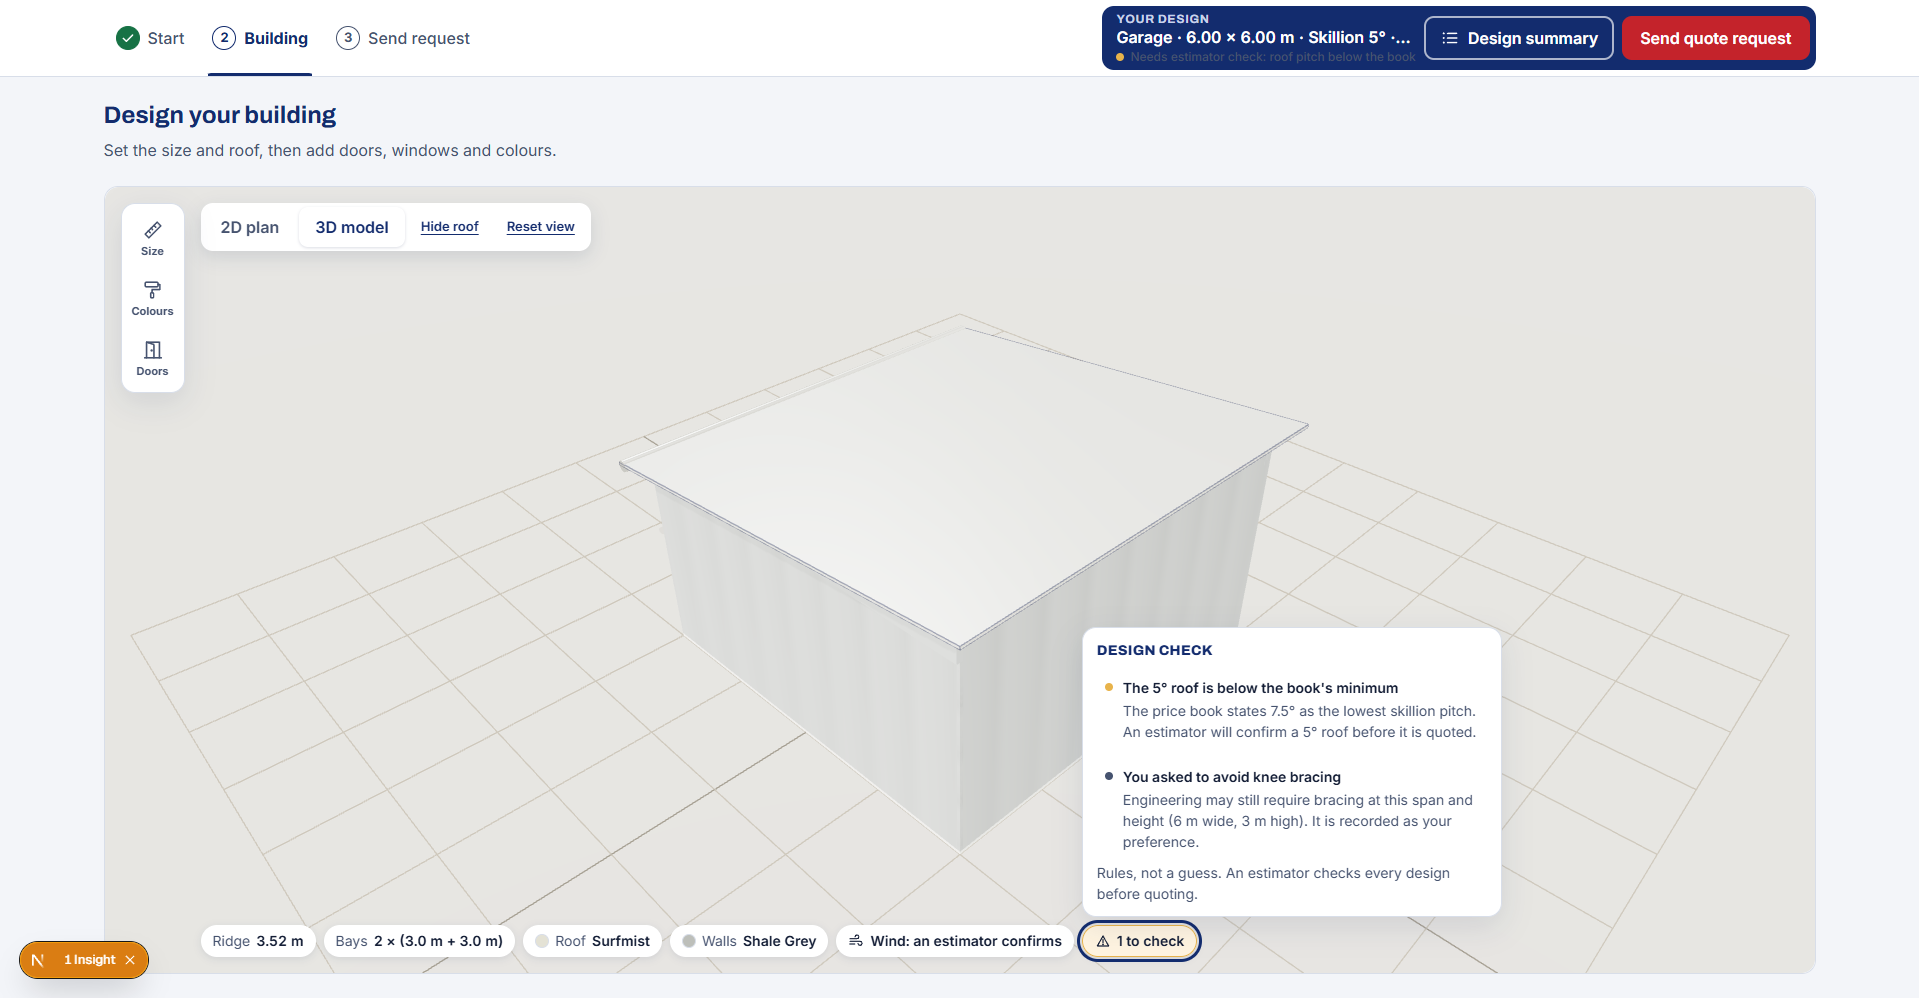 Start
2 Building
3 Send request
YOUR DESIGN
Garage · 6.00 × 6.00 m · Skillion 5° ·...
Needs estimator check: roof pitch below the book
Design summary
Send quote request
Design your building
Set the size and roof, then add doors, windows and colours.
Size
Colours
Doors
2D plan
3D model
Hide roof
Reset view
DESIGN CHECK
The 5° roof is below the book's minimum
The price book states 7.5° as the lowest skillion pitch.
An estimator will confirm a 5° roof before it is quoted.
You asked to avoid knee bracing
Engineering may still require bracing at this span and
height (6 m wide, 3 m high). It is recorded as your
preference.
Rules, not a guess. An estimator checks every design
before quoting.
Ridge 3.52 m
Bays 2 × (3.0 m + 3.0 m)
Roof Surfmist
Walls Shale Grey
Wind: an estimator confirms
1 to check
N 1 Insight